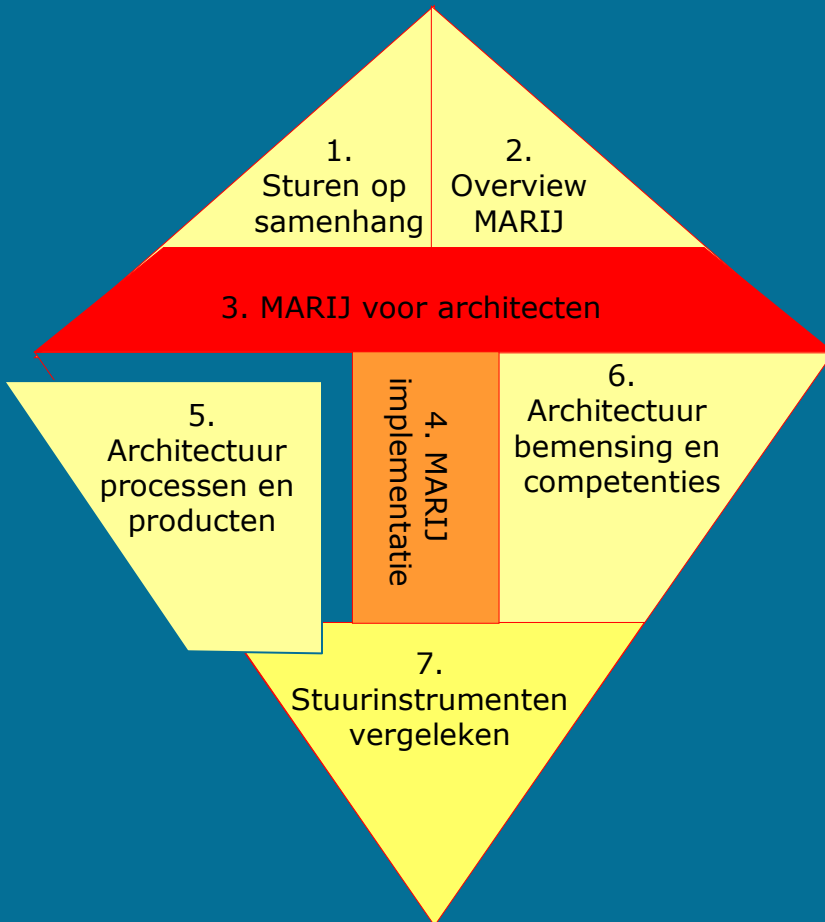 1.
Sturen op
samenhang
2.
Overview
MARIJ
3. MARIJ voor architecten
4. MARIJ
implementatie
5.
Architectuur
processen en
producten
6.
Architectuur
bemensing en
competenties
7.
Stuurinstrumenten
vergeleken